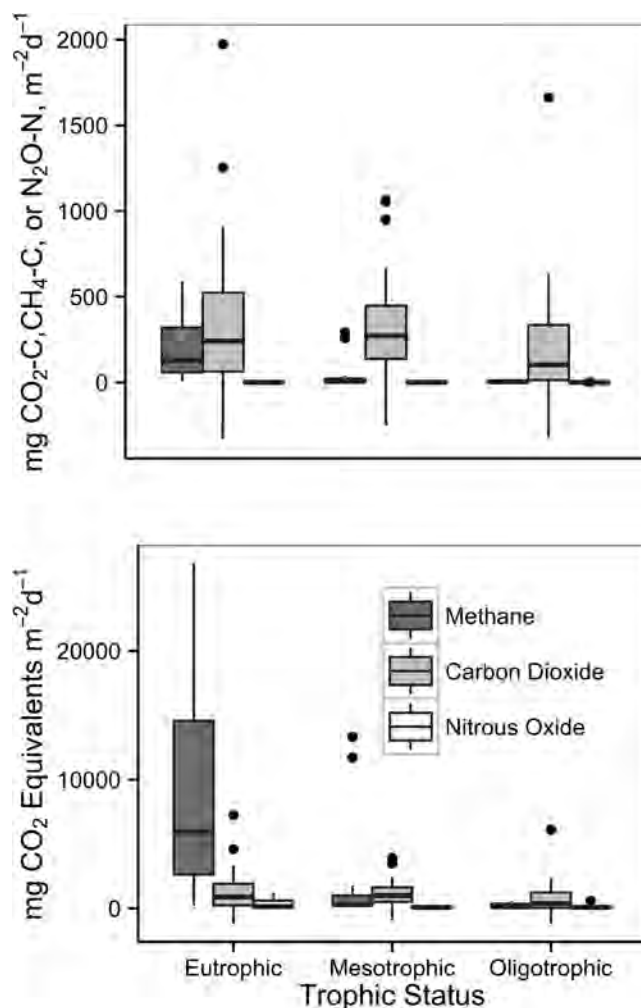 mg CO₂-C,CH₄-C, or N₂O-N, m⁻²d⁻¹
2000
1500
1000
500
0
mg CO₂ Equivalents m⁻²d⁻¹
20000
10000
0
Methane
Carbon Dioxide
Nitrous Oxide
Eutrophic Mesotrophic Oligotrophic
Trophic Status